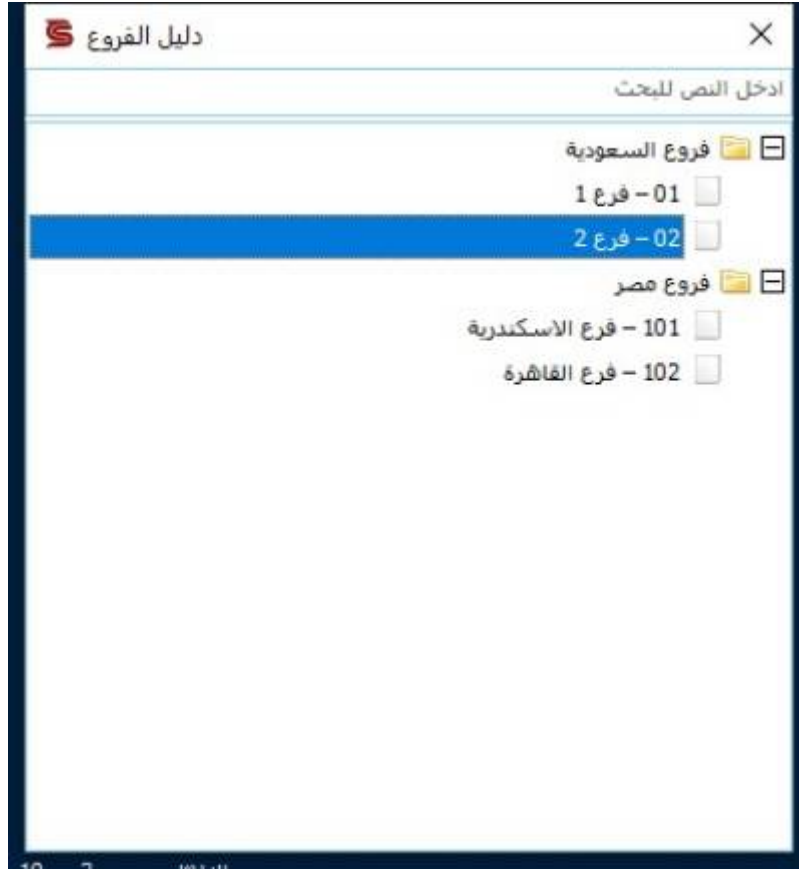 دليل الفروع
ادخل النص للبحث
فروع السعودية
01 – فرع 1
02 – فرع 2
فروع مصر
101 – فرع الاسكندرية
102 – فرع القاهرة